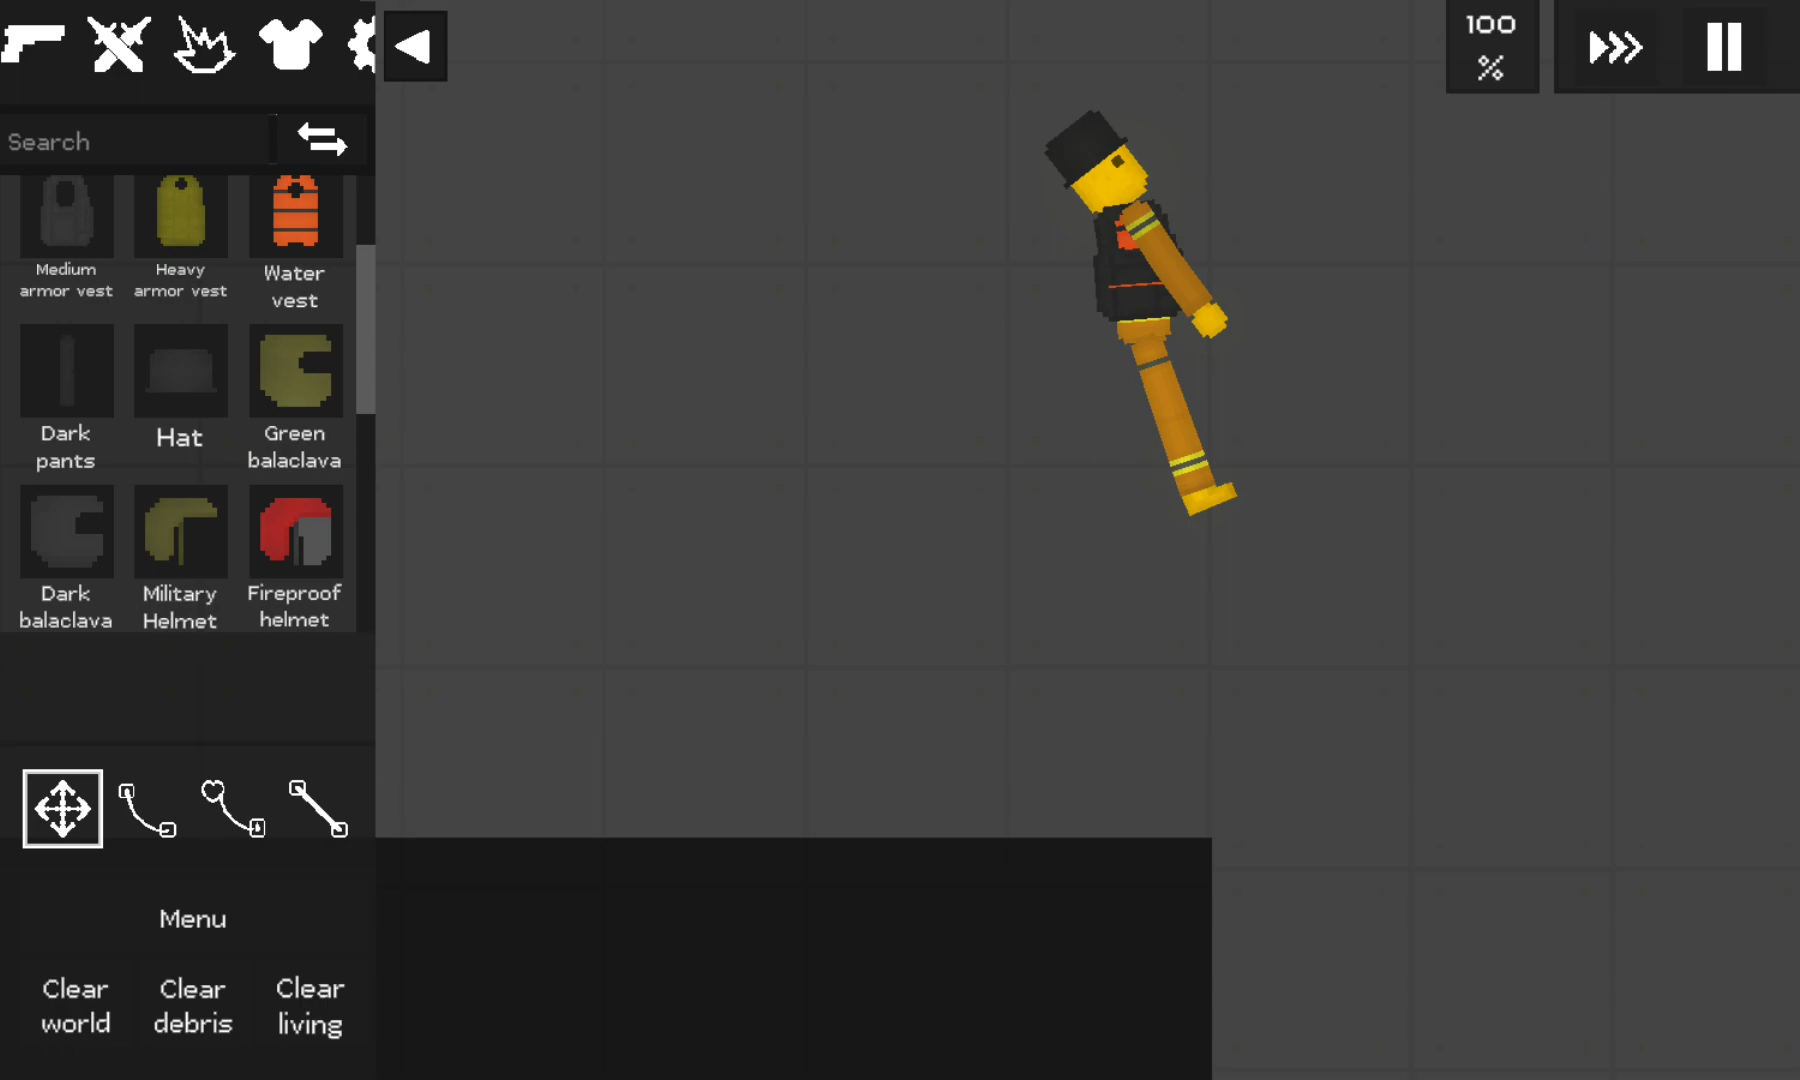 100
%
Search
Medium
armor vest
Heavy
armor vest
Water
vest
Dark
pants
Hat
Green
balaclava
Dark
balaclava
Military
Helmet
Fireproof
helmet
Menu
Clear
world
Clear
debris
Clear
living